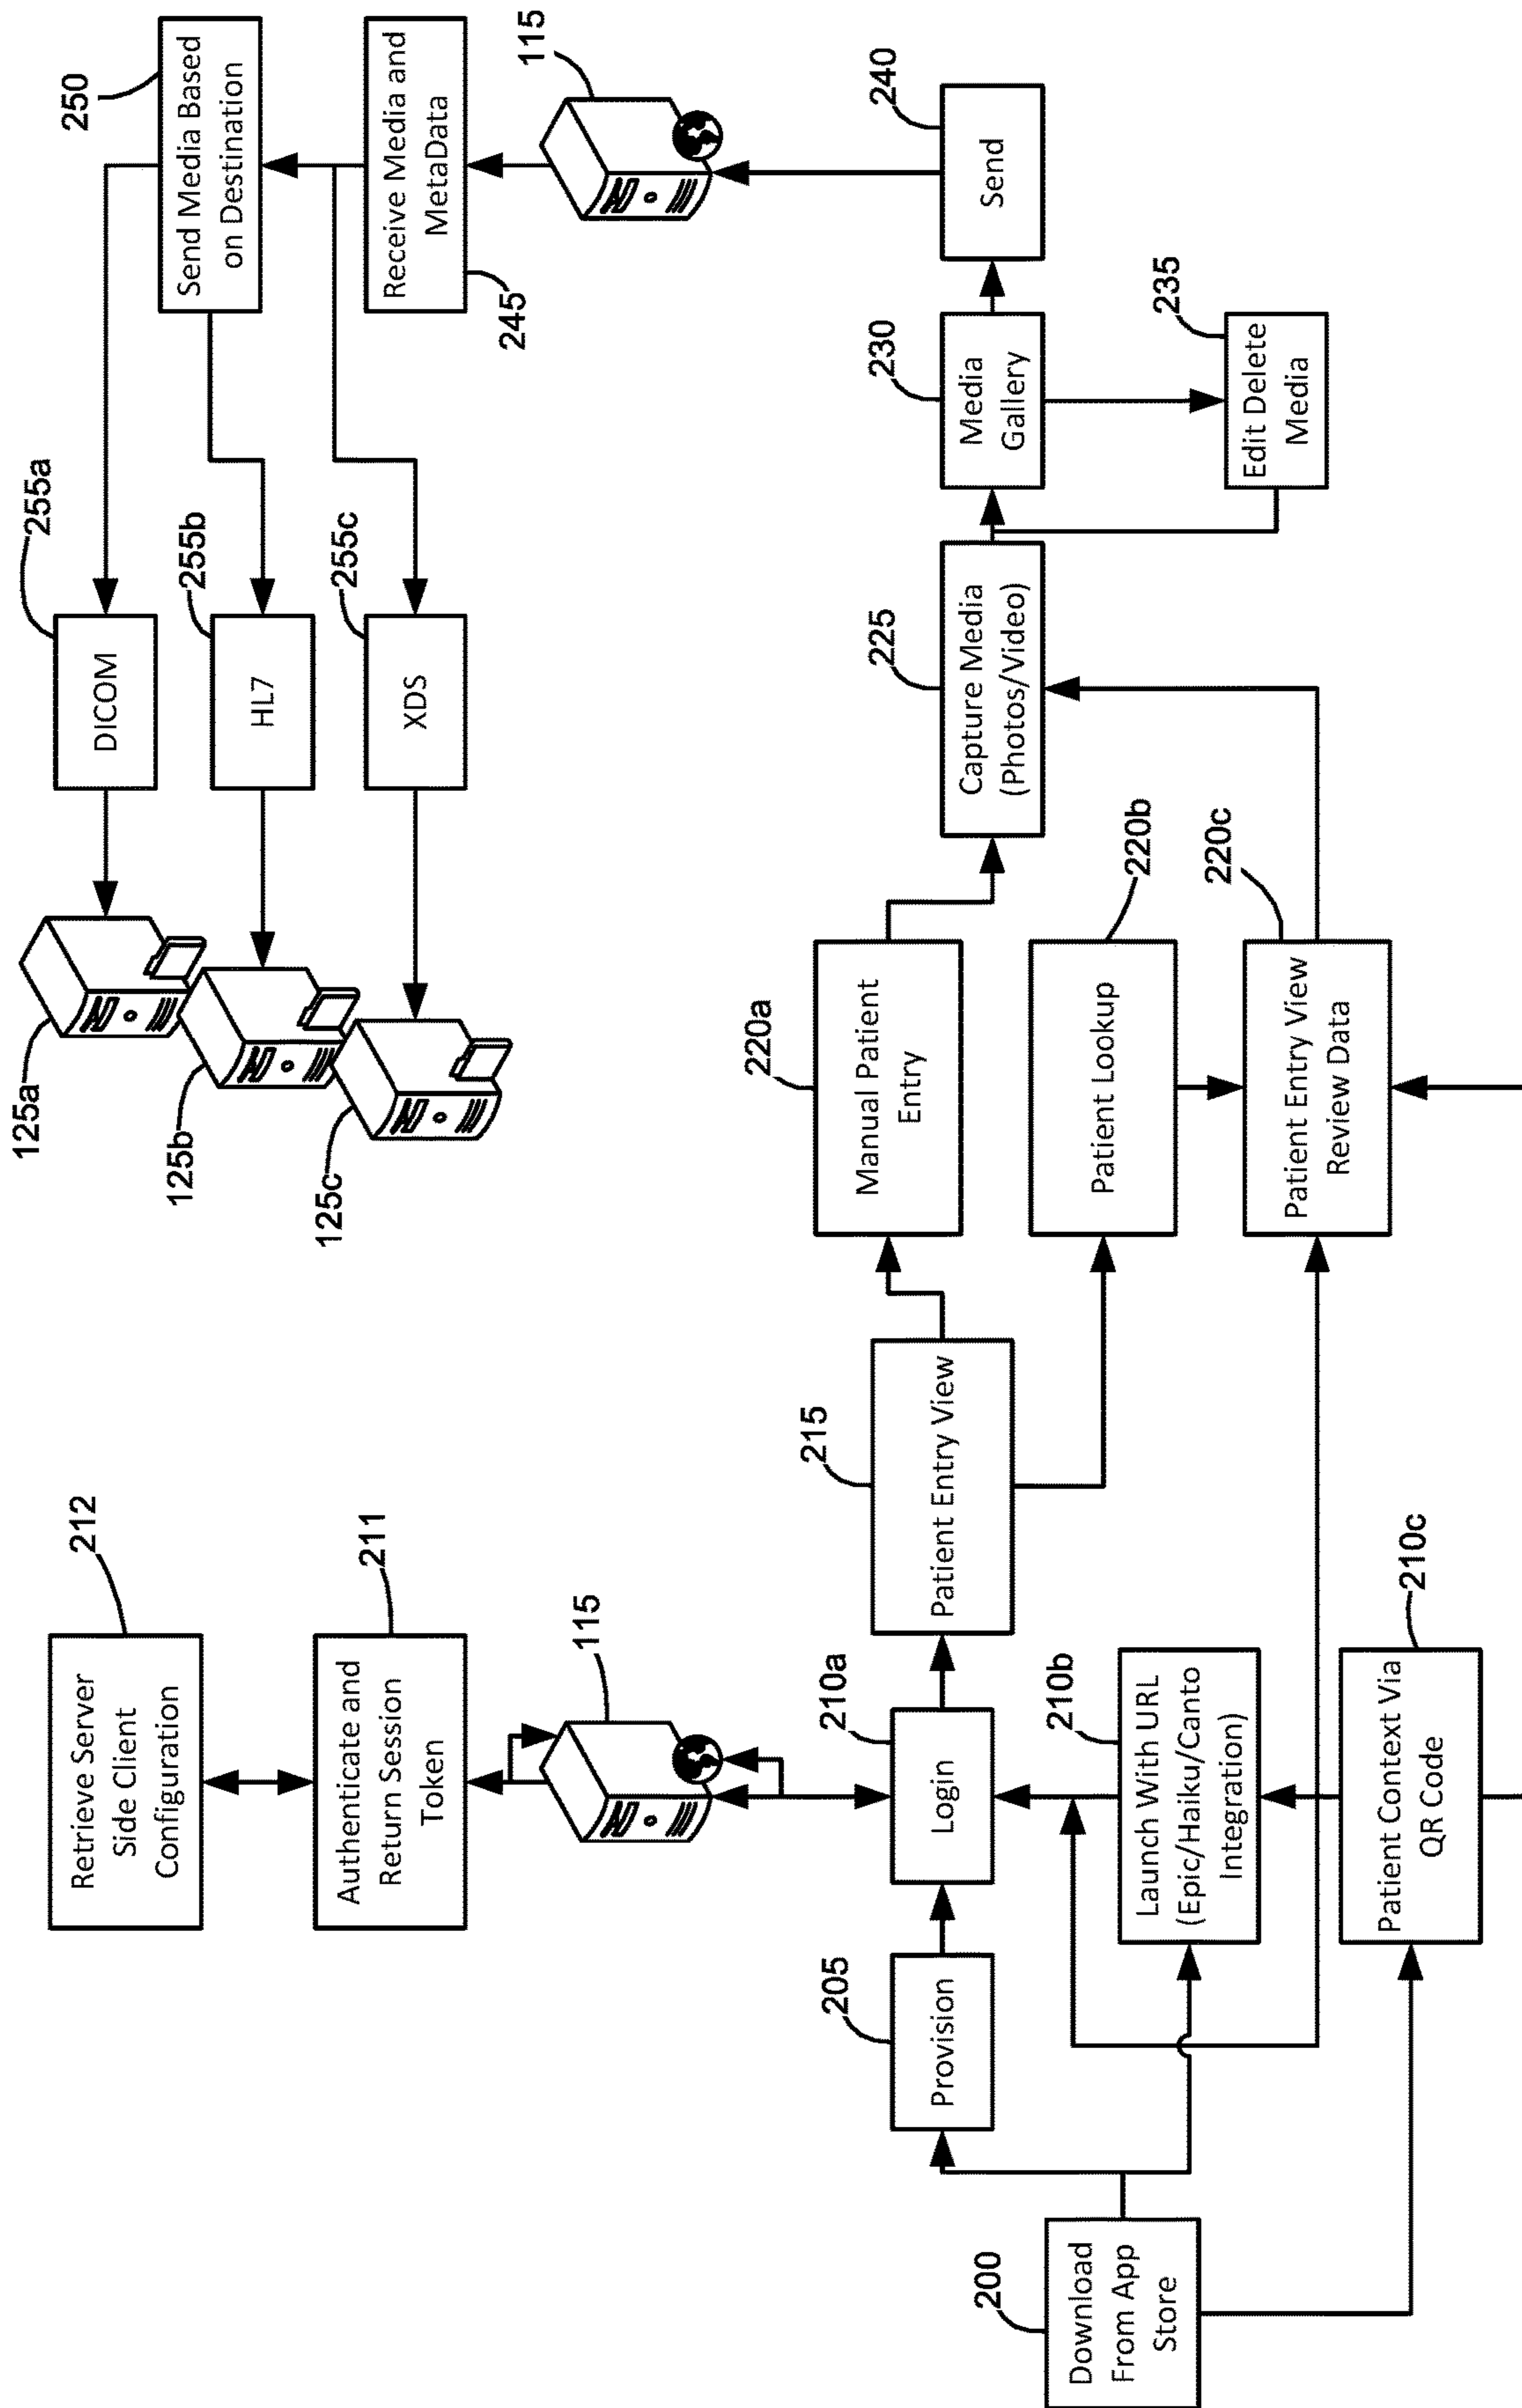 212
Retrieve Server
Side Client
Configuration
211
Authenticate and
Return Session
Token
115
125a
125b
125c
255a
DICOM
255b
HL7
255c
XDS
250
Send Media Based
on Destination
Receive Media and
MetaData
245
115
200
Download
From App
Store
205
Provision
210a
Login
210b
Launch With URL
(Epic/Haiku/Canto
Integration)
210c
Patient Context Via
QR Code
215
Patient Entry View
220a
Manual Patient
Entry
220b
Patient Lookup
220c
Patient Entry View
Review Data
225
Capture Media
(Photos/Video)
230
Media
Gallery
235
Edit Delete
Media
240
Send